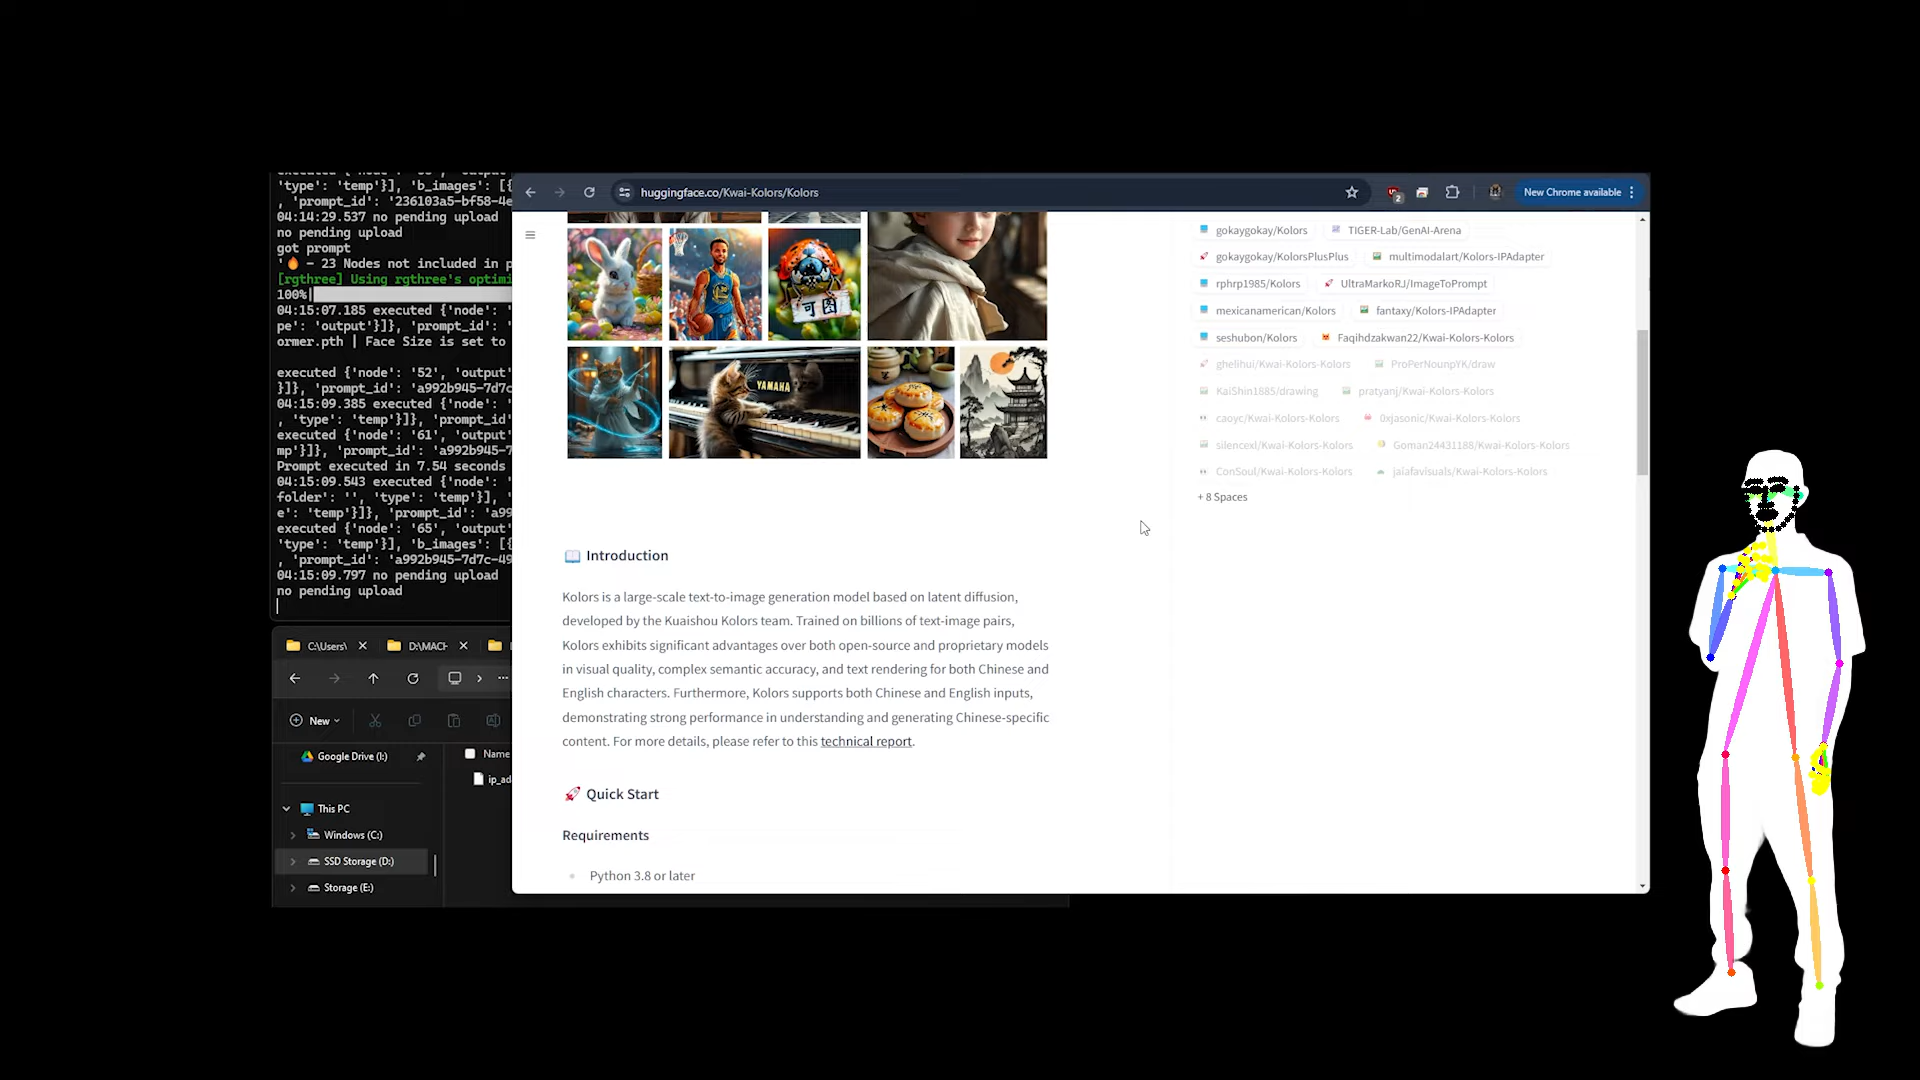 'type': 'temp'}], 'b_images': [{
, 'prompt_id': '236103a5-bf58-4e
04:14:29.537 no pending upload
no pending upload
got prompt
'🔥 - 23 Nodes not included in p
[rgthree] Using rgthree's optimi
100%|
04:15:07.185 executed {'node': '
pe': 'output'}]}, 'prompt_id': '
ormer.pth | Face Size is set to
executed {'node': '52', 'output'
}]}, 'prompt_id': 'a992b945-7d7c
04:15:09.385 executed {'node': '
, 'type': 'temp'}]}, 'prompt_id'
executed {'node': '61', 'output'
mp'}]}, 'prompt_id': 'a992b945-7
Prompt executed in 7.54 seconds
04:15:09.543 executed {'node': '
folder': '', 'type': 'temp'}],
e': 'temp'}]}, 'prompt_id': 'a99
executed {'node': '65', 'output'
'type': 'temp'}], 'b_images': [{
, 'prompt_id': 'a992b945-7d7c-49
04:15:09.797 no pending upload
no pending upload
C:\Users\
D:\MACH
New
Google Drive (I:)
This PC
Windows (C:)
SSD Storage (D:)
Storage (E:)
Name
ip_ad
huggingface.co/Kwai-Kolors/Kolors
2
New Chrome available
可图
YAMAHA
Introduction
Kolors is a large-scale text-to-image generation model based on latent diffusion,
developed by the Kuaishou Kolors team. Trained on billions of text-image pairs,
Kolors exhibits significant advantages over both open-source and proprietary models
in visual quality, complex semantic accuracy, and text rendering for both Chinese and
English characters. Furthermore, Kolors supports both Chinese and English inputs,
demonstrating strong performance in understanding and generating Chinese-specific
content. For more details, please refer to this technical report.
Quick Start
Requirements
Python 3.8 or later
gokaygokay/Kolors TIGER-Lab/GenAI-Arena
gokaygokay/KolorsPlusPlus multimodalart/Kolors-IPAdapter
rphrp1985/Kolors UltraMarkoRJ/ImageToPrompt
mexicanamerican/Kolors fantaxy/Kolors-IPAdapter
seshubon/Kolors Faqihdzakwan22/Kwai-Kolors-Kolors
ghelihui/Kwai-Kolors-Kolors ProPerNounpYK/draw
KaiShin1885/drawing pratyanj/Kwai-Kolors-Kolors
caoyc/Kwai-Kolors-Kolors 0xjasonic/Kwai-Kolors-Kolors
silencexl/Kwai-Kolors-Kolors Goman24431188/Kwai-Kolors-Kolors
ConSoul/Kwai-Kolors-Kolors jaiafavisuals/Kwai-Kolors-Kolors
+ 8 Spaces